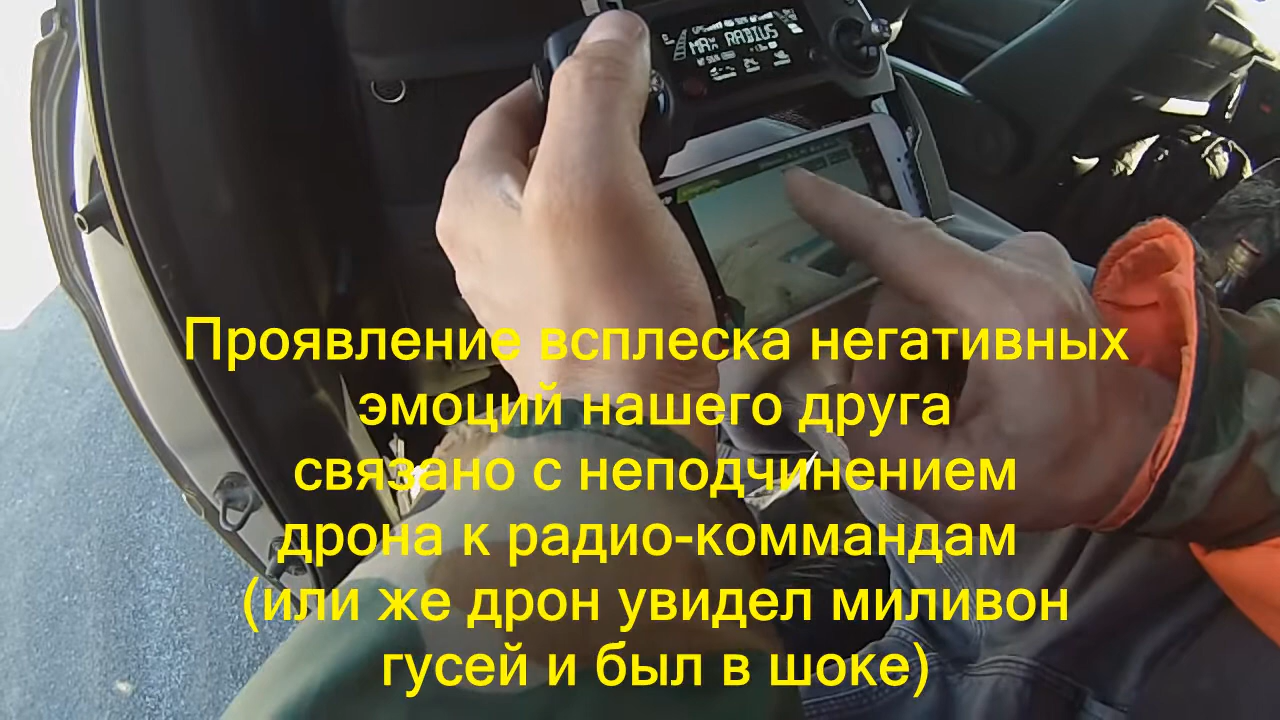 MAX RADIUS
Проявление всплеска негативных
эмоций нашего друга
связано с неподчинением
дрона к радио-коммандам
(или же дрон увидел миливон
гусей и был в шоке)